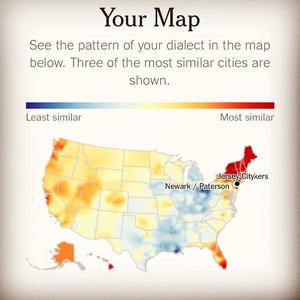 Your Map
See the pattern of your dialect in the map
below. Three of the most similar cities are
shown.
Least similar Most similar
Jersey City
Newark / Paterson